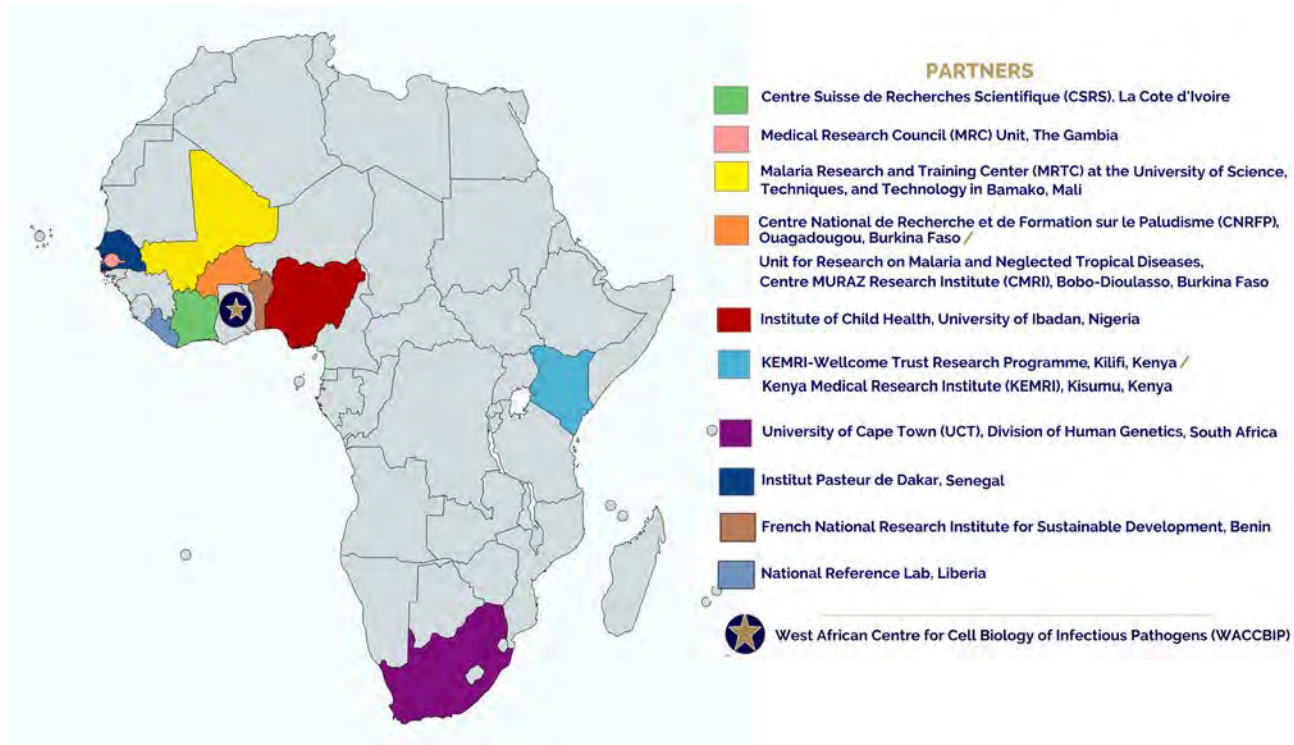 PARTNERS
Centre Suisse de Recherches Scientifique (CSRS), La Cote d'Ivoire
Medical Research Council (MRC) Unit, The Gambia
Malaria Research and Training Center (MRTC) at the University of Science,
Techniques, and Technology in Bamako, Mali
Centre National de Recherche et de Formation sur le Paludisme (CNRFP),
Ouagadougou, Burkina Faso /
Unit for Research on Malaria and Neglected Tropical Diseases,
Centre MURAZ Research Institute (CMRI), Bobo-Dioulasso, Burkina Faso
Institute of Child Health, University of Ibadan, Nigeria
KEMRI-Wellcome Trust Research Programme, Kilifi, Kenya /
Kenya Medical Research Institute (KEMRI), Kisumu, Kenya
University of Cape Town (UCT), Division of Human Genetics, South Africa
Institut Pasteur de Dakar, Senegal
French National Research Institute for Sustainable Development, Benin
National Reference Lab, Liberia
West African Centre for Cell Biology of Infectious Pathogens (WACCBIP)